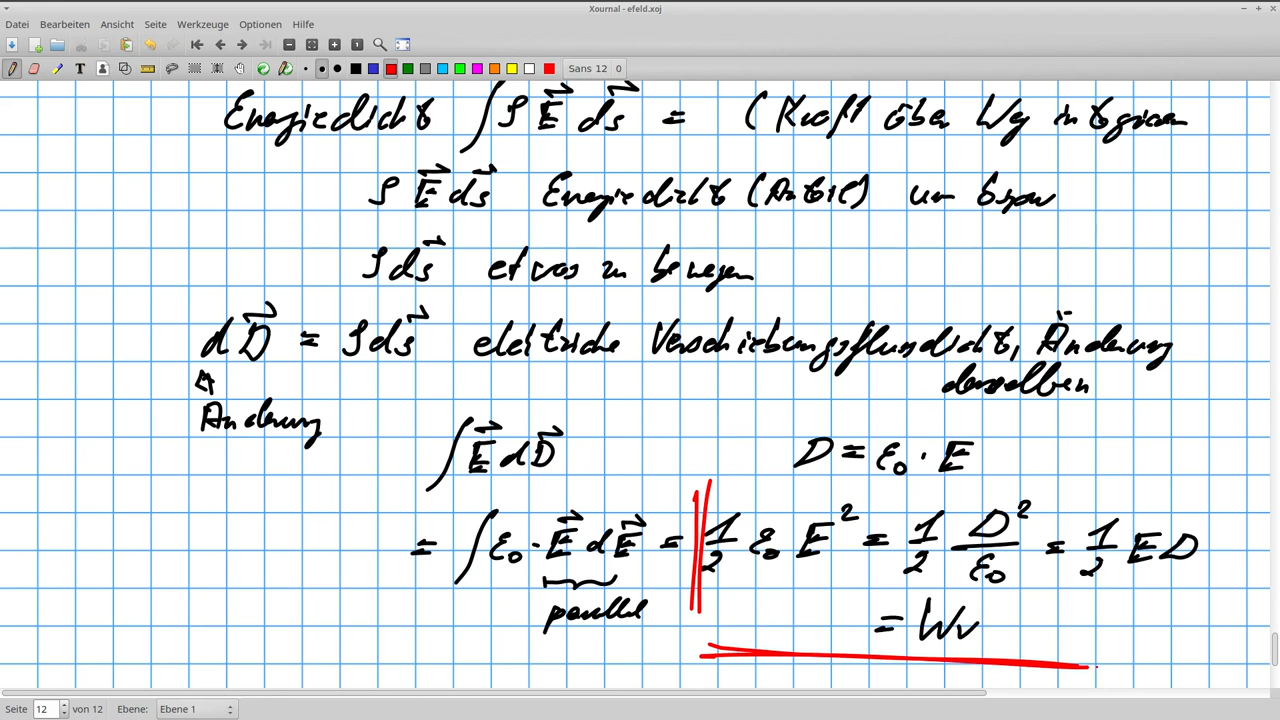 Xournal - efeld.xoj
Datei Bearbeiten Ansicht Seite Werkzeuge Optionen Hilfe
Sans 12 0
Energiedichte ∫ρ E⃗ ds⃗ = ( Kraft über Weg integrieren
ρ E⃗ ds⃗ Energiedichte (Anteil) um bspw
ρ ds⃗ etwas zu bewegen
dD⃗ = ρ ds⃗ elektrische Verschiebungsflussdichte, Änderung
derselben
Änderung
∫ E⃗ dD⃗ D = ε₀ · E
= ∫ ε₀ · E⃗ dE⃗ = 1/2 ε₀ E² = 1/2 D²/ε₀ = 1/2 E D
parallel
= Wv
Seite 12 von 12 Ebene: Ebene 1